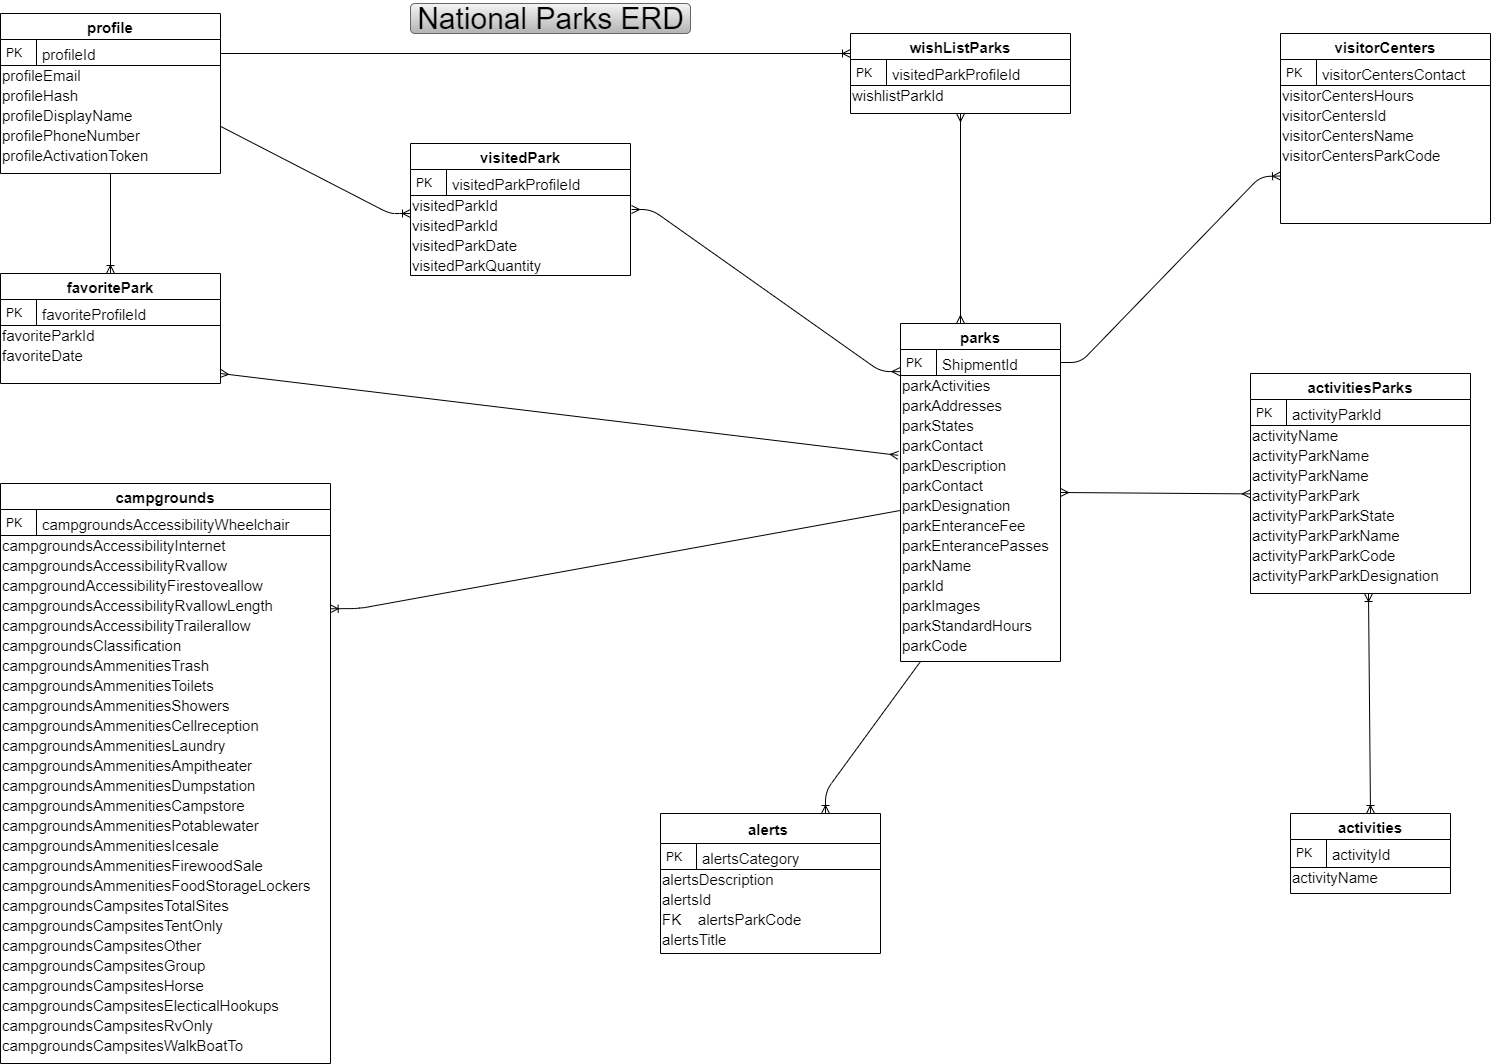 National Parks ERD
profile
PK profileId
profileEmail
profileHash
profileDisplayName
profilePhoneNumber
profileActivationToken
wishListParks
PK visitedParkProfileId
wishlistParkId
visitorCenters
PK visitorCentersContact
visitorCentersHours
visitorCentersId
visitorCentersName
visitorCentersParkCode
visitedPark
PK visitedParkProfileId
visitedParkId
visitedParkId
visitedParkDate
visitedParkQuantity
favoritePark
PK favoriteProfileId
favoriteParkId
favoriteDate
parks
PK ShipmentId
parkActivities
parkAddresses
parkStates
parkContact
parkDescription
parkContact
parkDesignation
parkEnteranceFee
parkEnterancePasses
parkName
parkId
parkImages
parkStandardHours
parkCode
activitiesParks
PK activityParkId
activityName
activityParkName
activityParkName
activityParkPark
activityParkParkState
activityParkParkName
activityParkParkCode
activityParkParkDesignation
campgrounds
PK campgroundsAccessibilityWheelchair
campgroundsAccessibilityInternet
campgroundsAccessibilityRvallow
campgroundAccessibilityFirestoveallow
campgroundsAccessibilityRvallowLength
campgroundsAccessibilityTrailerallow
campgroundsClassification
campgroundsAmmenitiesTrash
campgroundsAmmenitiesToilets
campgroundsAmmenitiesShowers
campgroundsAmmenitiesCellreception
campgroundsAmmenitiesLaundry
campgroundsAmmenitiesAmpitheater
campgroundsAmmenitiesDumpstation
campgroundsAmmenitiesCampstore
campgroundsAmmenitiesPotablewater
campgroundsAmmenitiesIcesale
campgroundsAmmenitiesFirewoodSale
campgroundsAmmenitiesFoodStorageLockers
campgroundsCampsitesTotalSites
campgroundsCampsitesTentOnly
campgroundsCampsitesOther
campgroundsCampsitesGroup
campgroundsCampsitesHorse
campgroundsCampsitesElecticalHookups
campgroundsCampsitesRvOnly
campgroundsCampsitesWalkBoatTo
alerts
PK alertsCategory
alertsDescription
alertsId
FK alertsParkCode
alertsTitle
activities
PK activityId
activityName